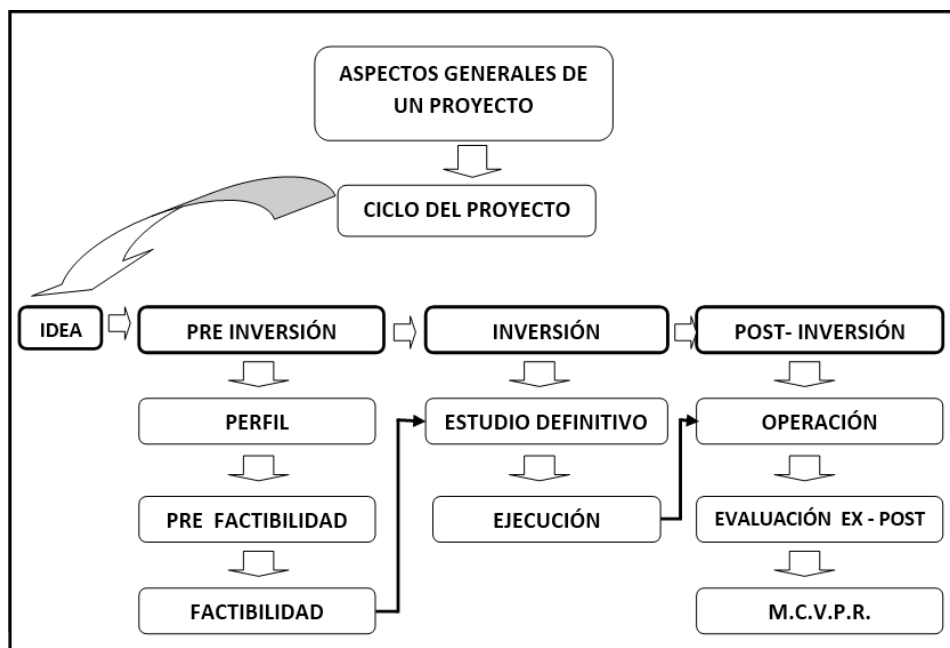 ASPECTOS GENERALES DE
UN PROYECTO
CICLO DEL PROYECTO
IDEA
PRE INVERSIÓN
INVERSIÓN
POST- INVERSIÓN
PERFIL
ESTUDIO DEFINITIVO
OPERACIÓN
PRE FACTIBILIDAD
EJECUCIÓN
EVALUACIÓN EX - POST
FACTIBILIDAD
M.C.V.P.R.